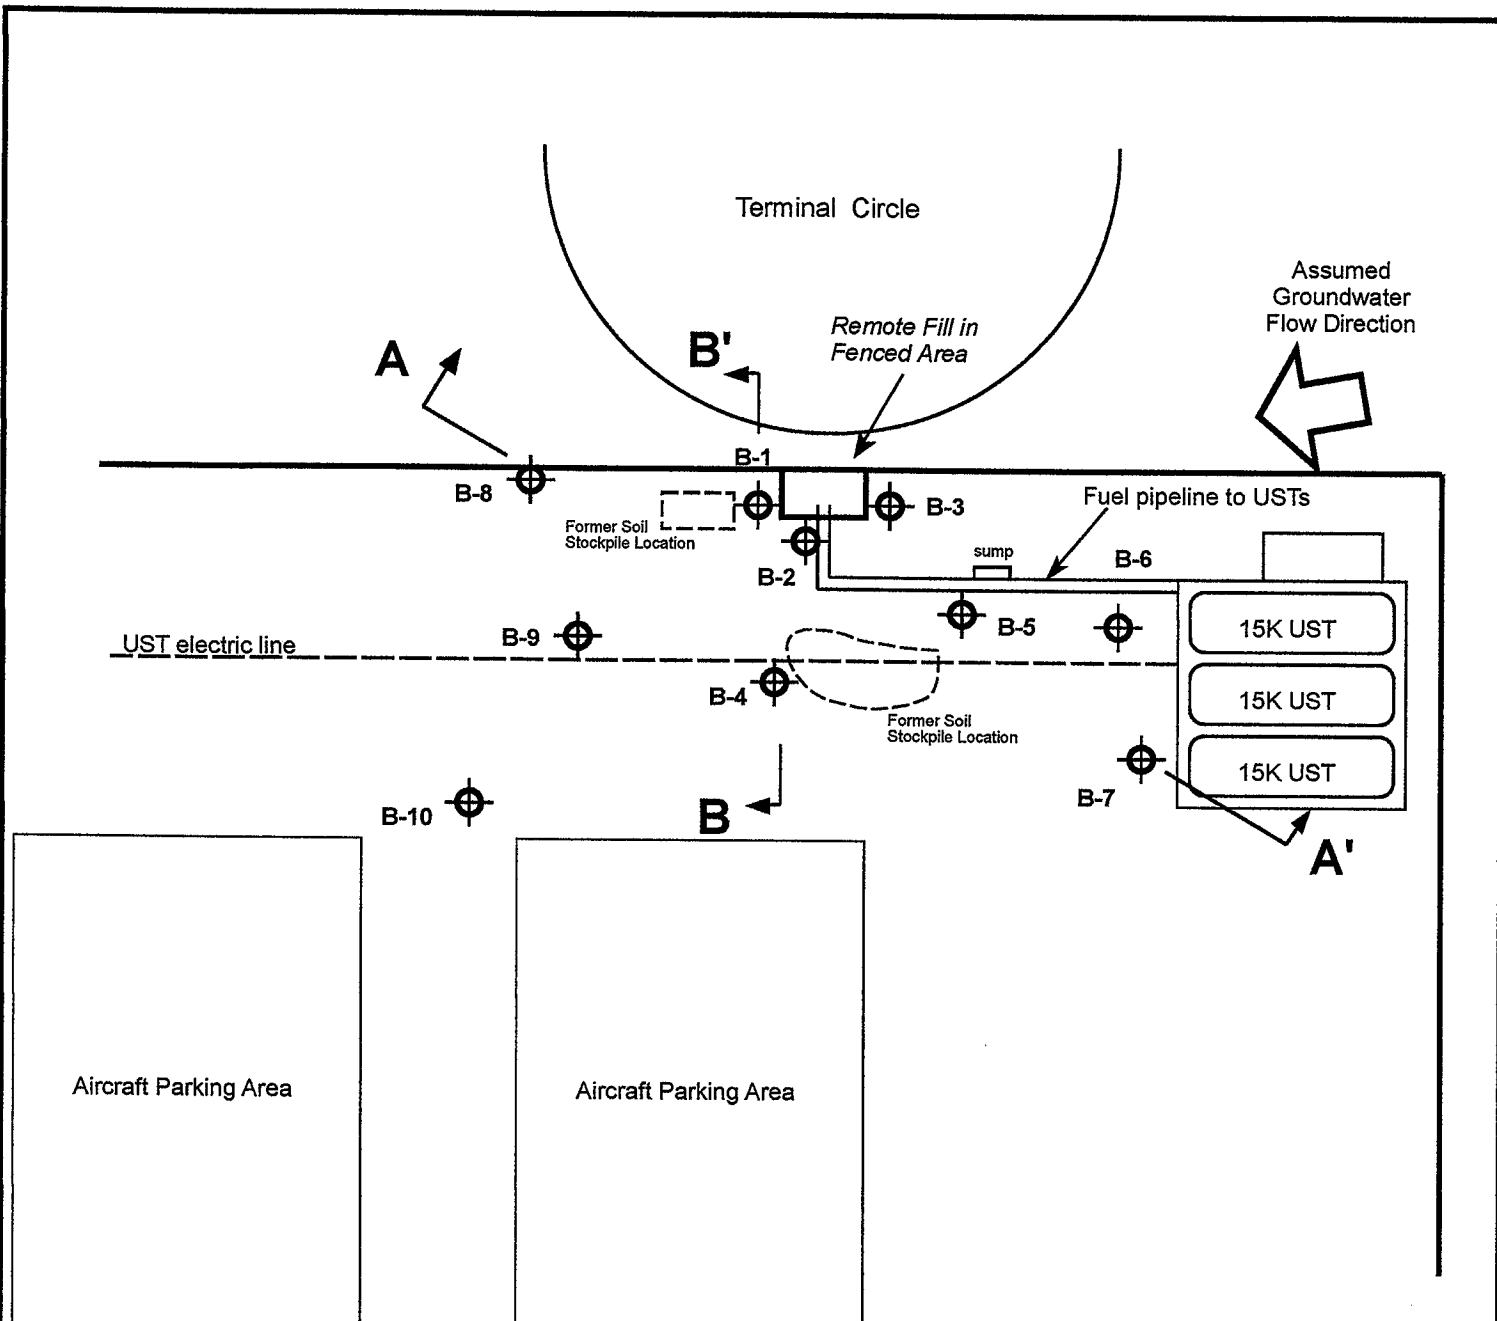 Terminal Circle
Assumed
Groundwater
Flow Direction
Remote Fill in
Fenced Area
A
B'
B-1
B-8
B-3
Fuel pipeline to USTs
Former Soil
Stockpile Location
B-2
sump
B-6
B-5
B-9
UST electric line
15K UST
B-4
15K UST
Former Soil
Stockpile Location
15K UST
B-7
B-10
B
A'
Aircraft Parking Area
Aircraft Parking Area